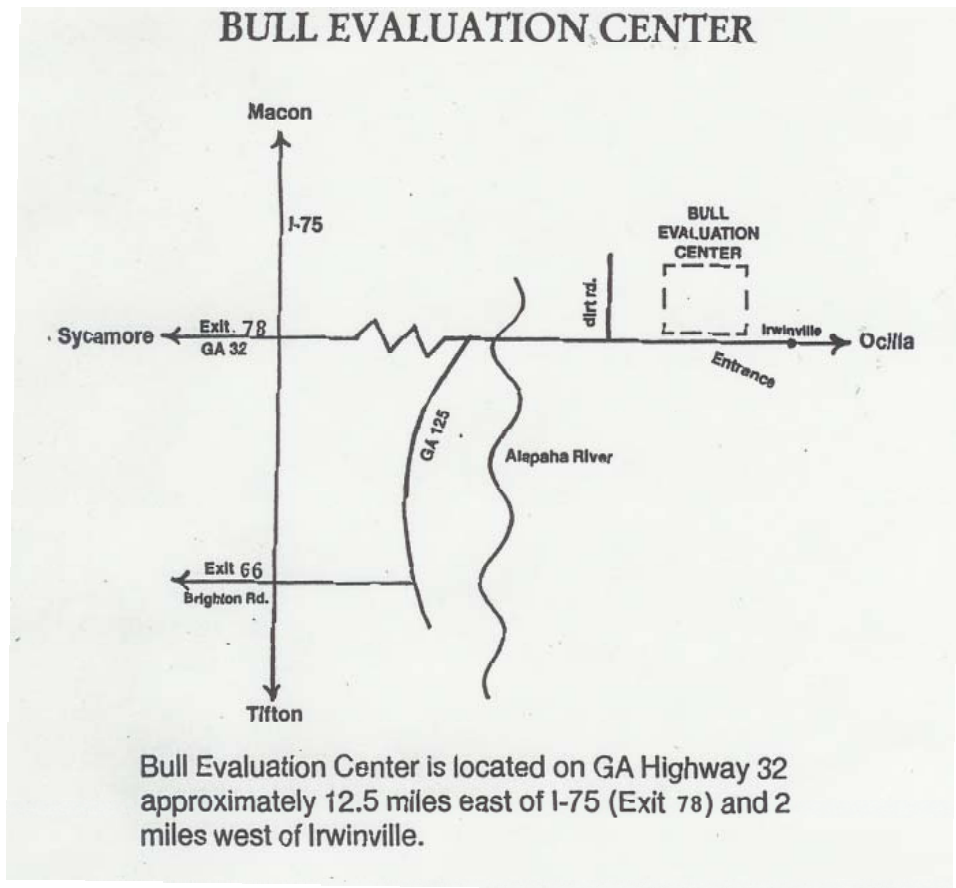 BULL EVALUATION CENTER
Macon
I-75
BULL
EVALUATION
CENTER
dirt rd.
Sycamore
Exit. 78
GA 32
Irwinville
Ocilla
Entrance
GA 125
Alapaha River
Exit 66
Brighton Rd.
Tifton
Bull Evaluation Center is located on GA Highway 32
approximately 12.5 miles east of I-75 (Exit 78) and 2
miles west of Irwinville.